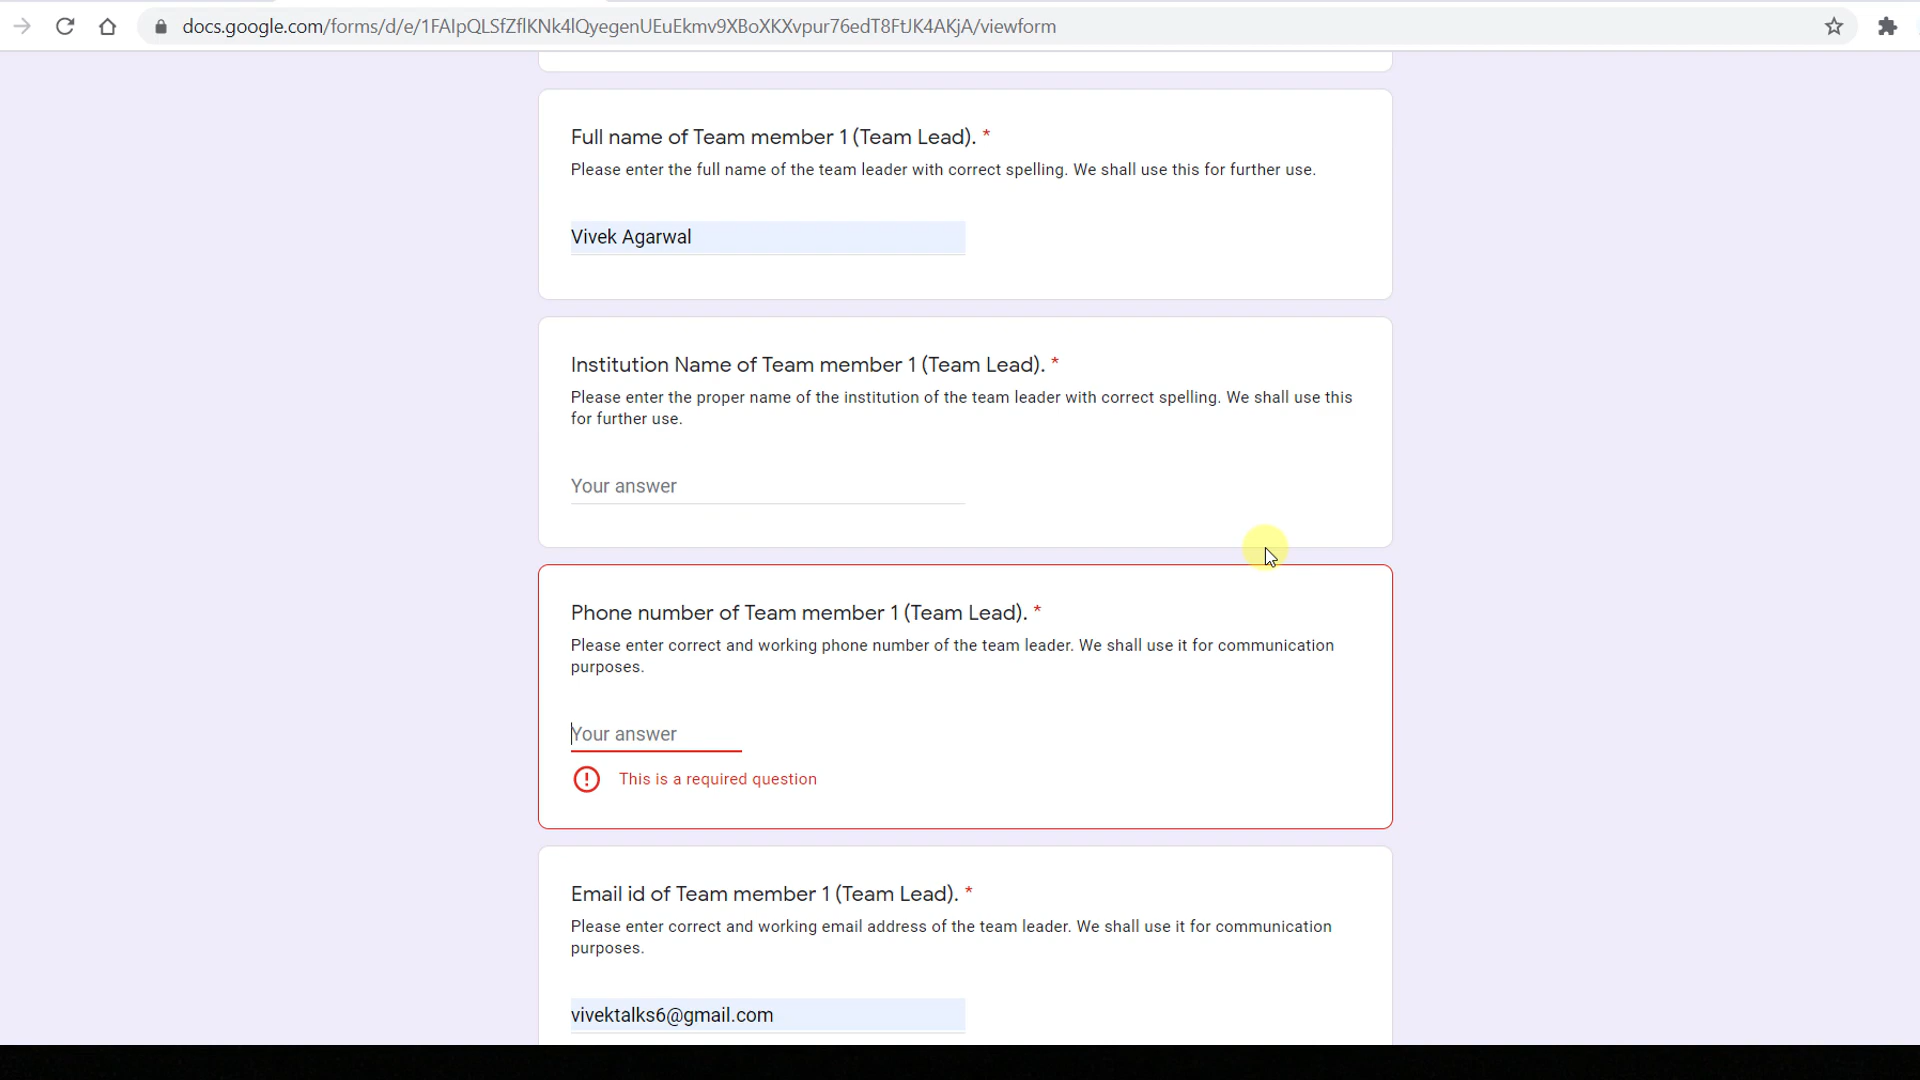 docs.google.com/forms/d/e/1FAIpQLSfZflKNk4lQyegenUEuEkmv9XBoXKXvpur76edT8FtJK4AKjA/viewform
Full name of Team member 1 (Team Lead). *
Please enter the full name of the team leader with correct spelling. We shall use this for further use.
Vivek Agarwal
Institution Name of Team member 1 (Team Lead). *
Please enter the proper name of the institution of the team leader with correct spelling. We shall use this
for further use.
Your answer
Phone number of Team member 1 (Team Lead). *
Please enter correct and working phone number of the team leader. We shall use it for communication
purposes.
Your answer
This is a required question
Email id of Team member 1 (Team Lead). *
Please enter correct and working email address of the team leader. We shall use it for communication
purposes.
vivektalks6@gmail.com